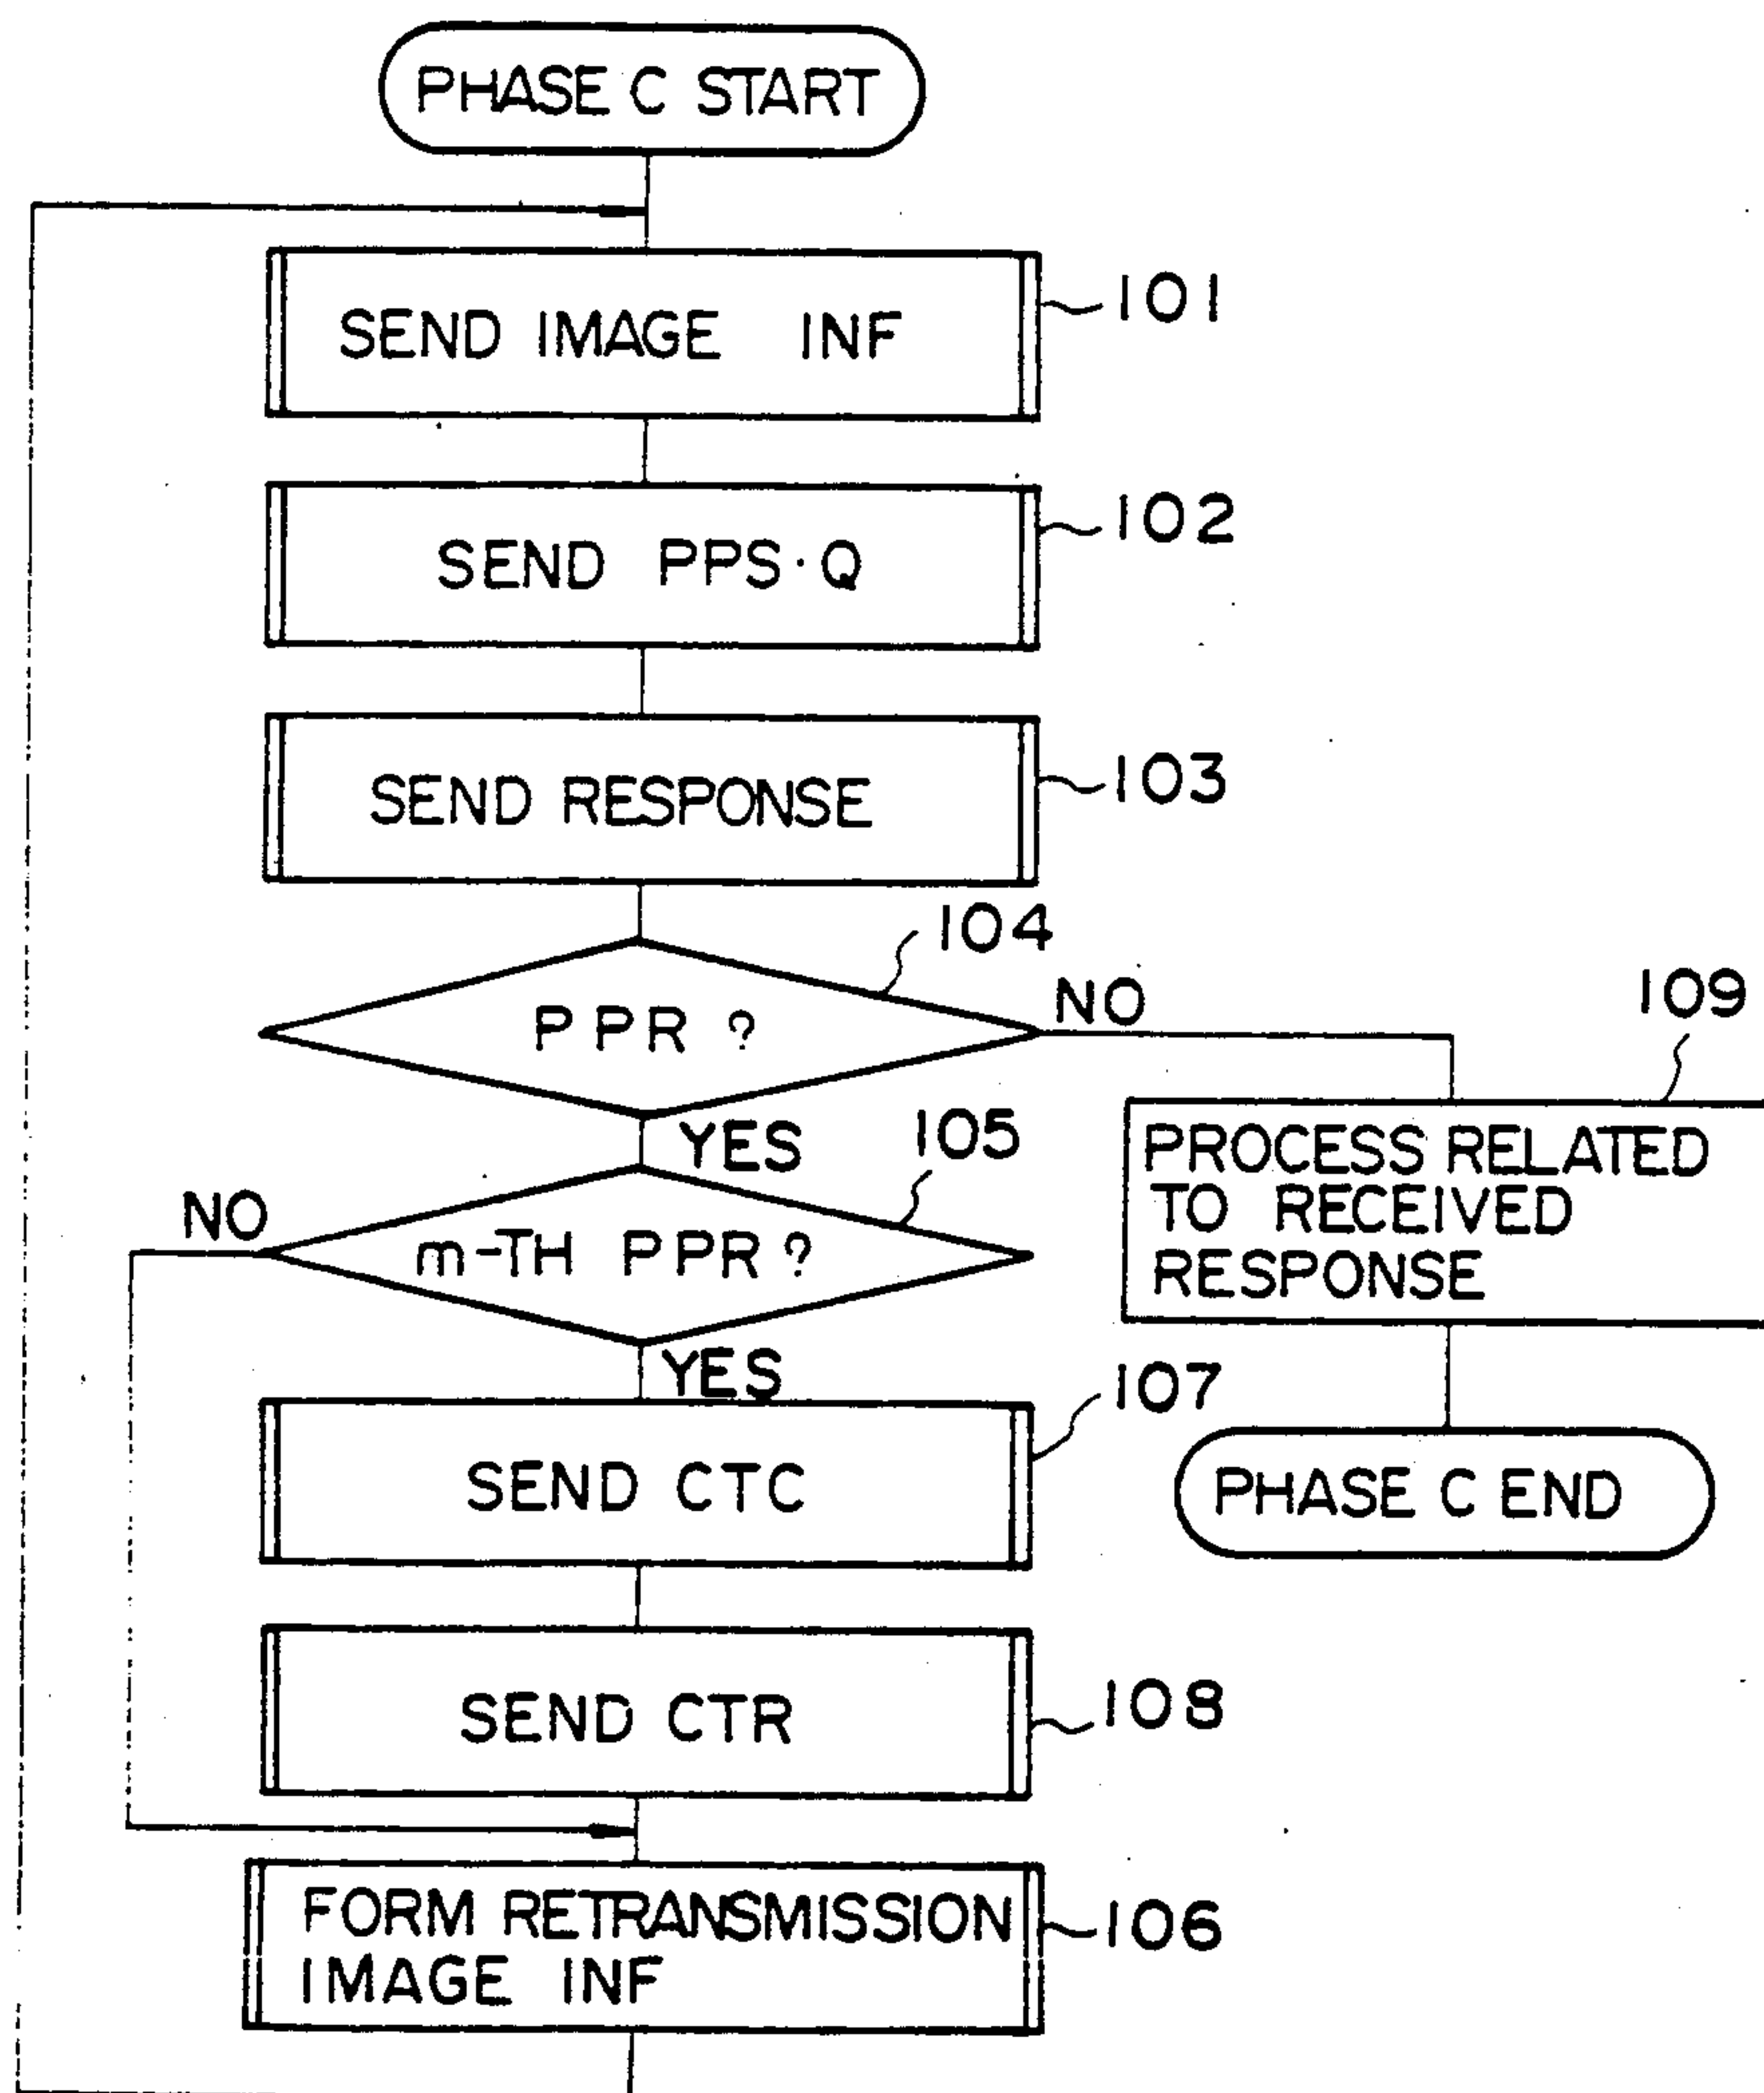 PHASE C START
SEND IMAGE INF
101
SEND PPS·Q
102
SEND RESPONSE
103
104
PPR ?
NO
YES
109
PROCESS RELATED
TO RECEIVED
RESPONSE
PHASE C END
105
m-TH PPR ?
NO
YES
107
SEND CTC
SEND CTR
108
FORM RETRANSMISSION
IMAGE INF
106